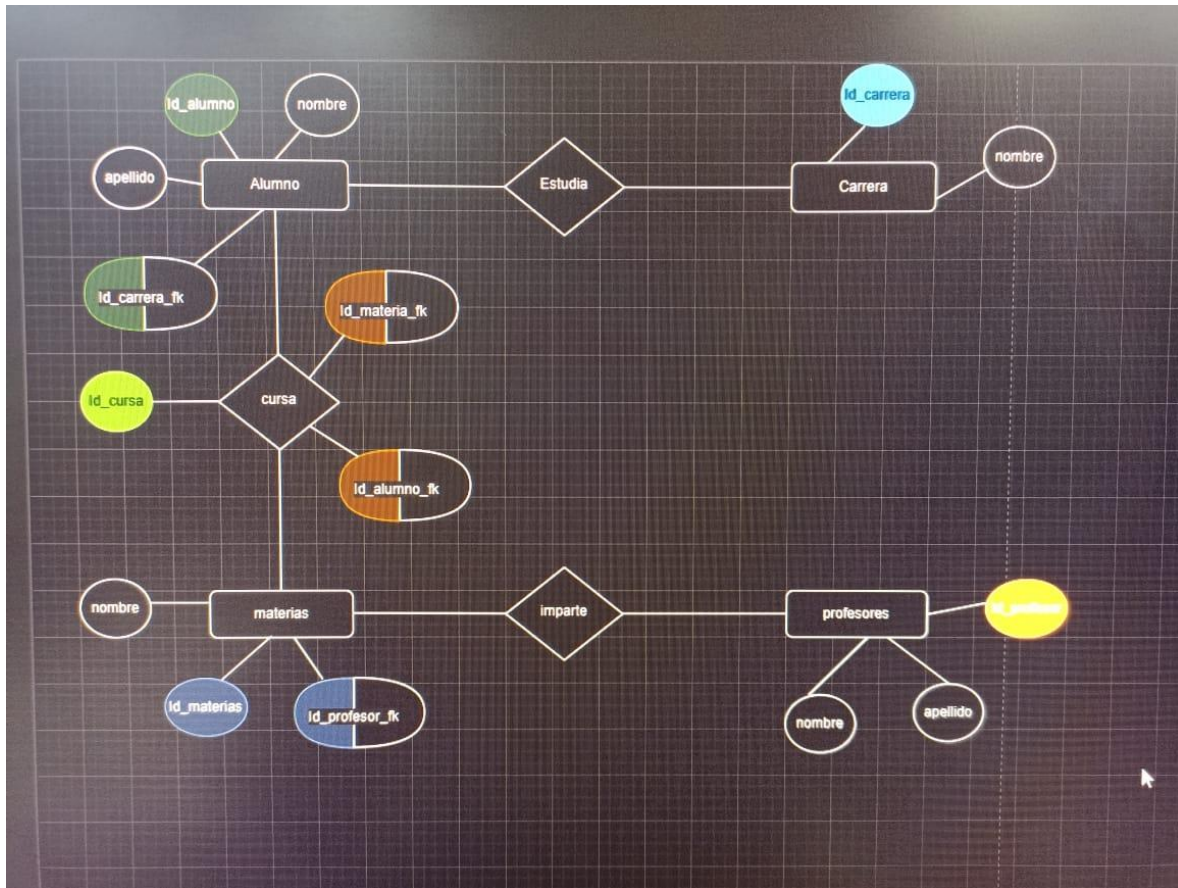 Id_alumno
nombre
Id_carrera
apellido
Alumno
Estudia
Carrera
nombre
Id_carrera_fk
Id_materia_fk
Id_cursa
cursa
Id_alumno_fk
nombre
materias
imparte
profesores
Id_profesor
Id_materias
Id_profesor_fk
nombre
apellido